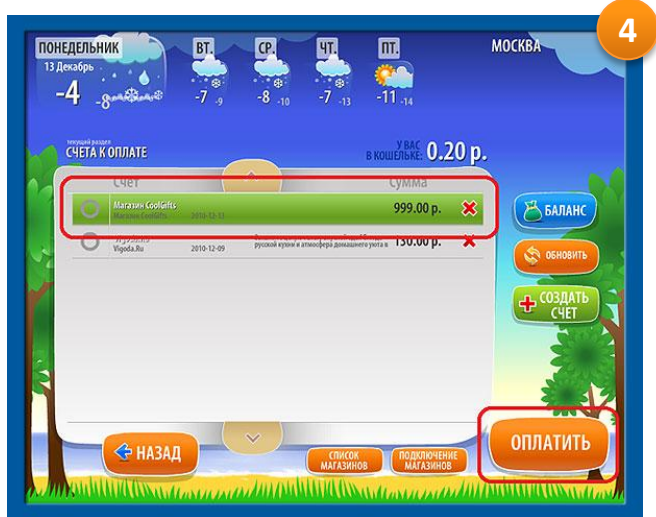 4
ПОНЕДЕЛЬНИК
13 Декабрь
-4 -8
ВТ.
-7 -9
СР.
-8 -10
ЧТ.
-7 -13
ПТ.
-11 -14
МОСКВА
текущий раздел
СЧЕТА К ОПЛАТЕ
У ВАС
В КОШЕЛЬКЕ: 0.20 р.
Счет Сумма
Магазин CoolGifts 999.00 р.
Магазин CoolGifts 2010-12-13
130.00 р.
Vigoda.Ru 2010-12-09 русской кухни и атмосфера домашнего уюта в
БАЛАНС
ОБНОВИТЬ
СОЗДАТЬ
СЧЕТ
НАЗАД
СПИСОК
МАГАЗИНОВ
ПОДКЛЮЧЕНИЕ
МАГАЗИНОВ
ОПЛАТИТЬ